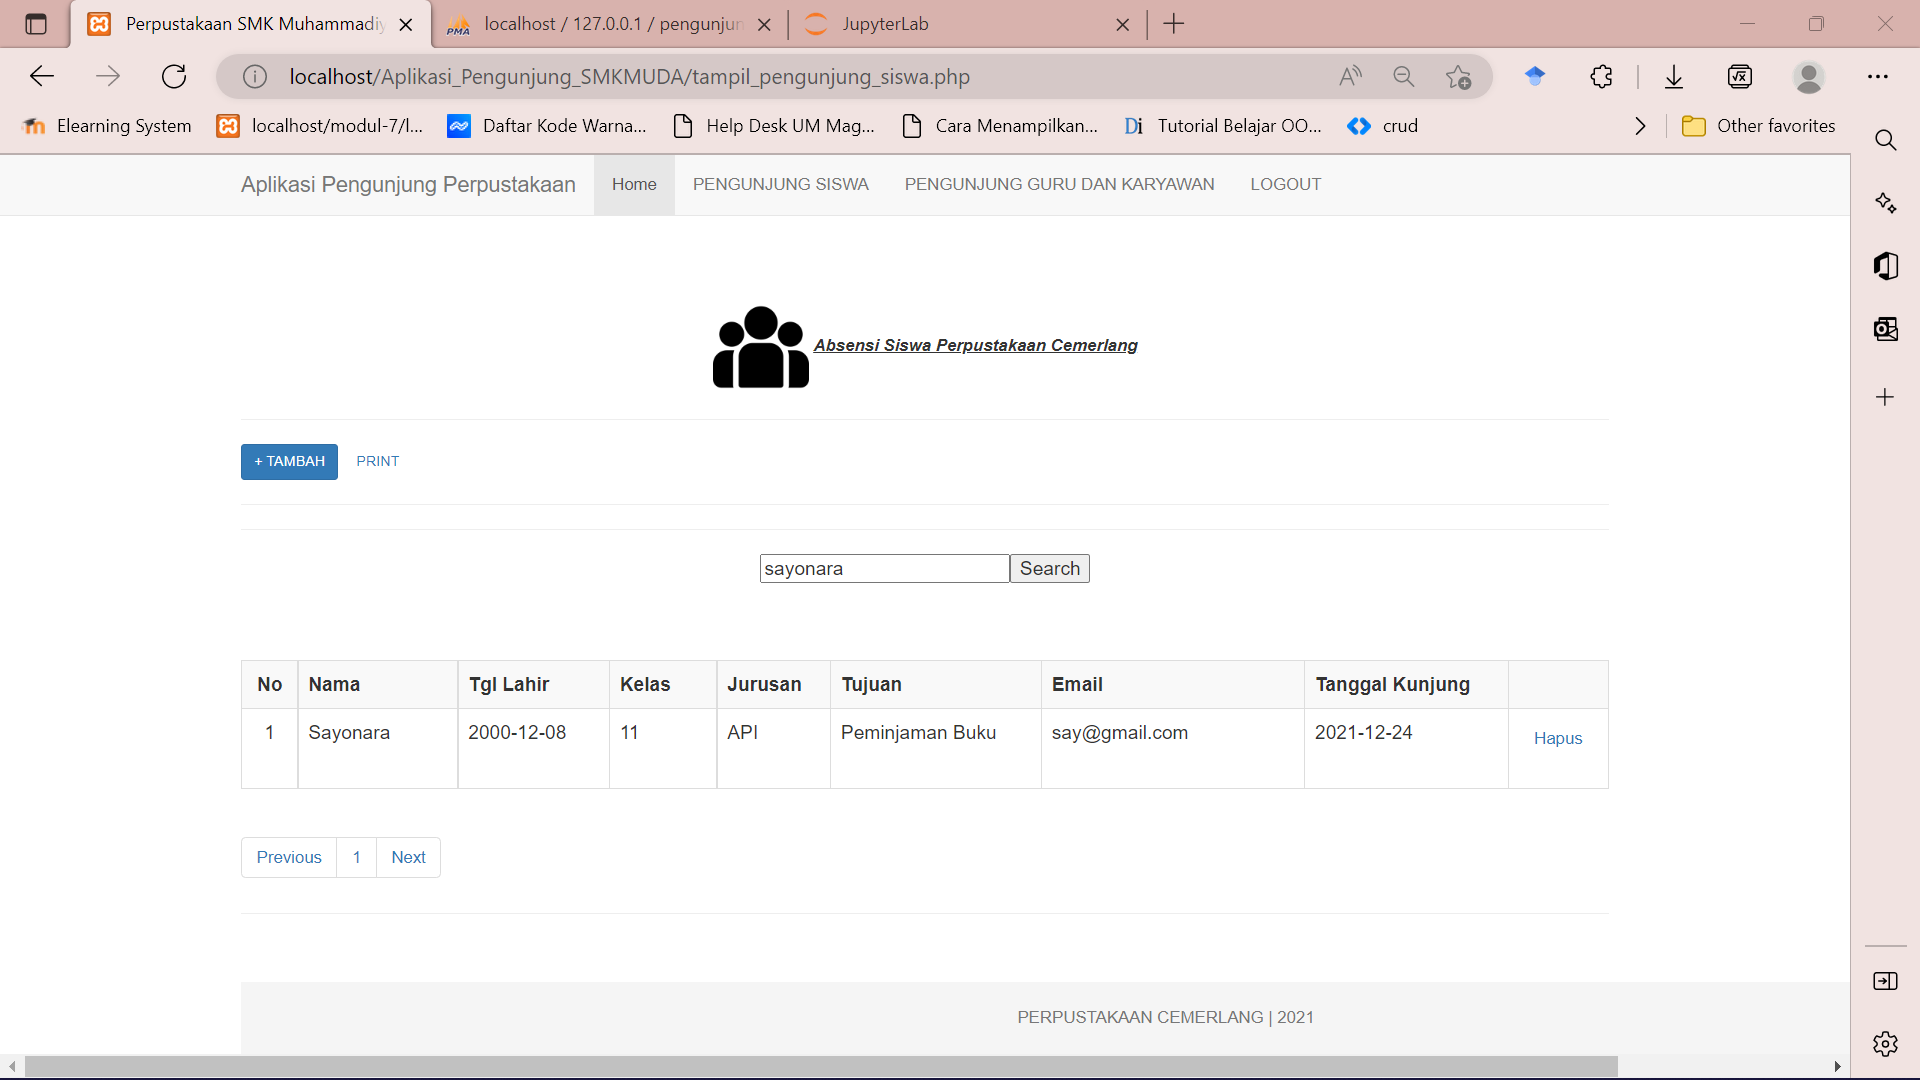 Perpustakaan SMK Muhammadiy
localhost / 127.0.0.1 / pengunjun
JupyterLab
localhost/Aplikasi_Pengunjung_SMKMUDA/tampil_pengunjung_siswa.php
Elearning System
localhost/modul-7/l...
Daftar Kode Warna...
Help Desk UM Mag...
Cara Menampilkan...
Tutorial Belajar OO...
crud
Other favorites
Aplikasi Pengunjung Perpustakaan
Home
PENGUNJUNG SISWA
PENGUNJUNG GURU DAN KARYAWAN
LOGOUT
Absensi Siswa Perpustakaan Cemerlang
+ TAMBAH
PRINT
sayonara
Search
No Nama Tgl Lahir Kelas Jurusan Tujuan Email Tanggal Kunjung
1 Sayonara 2000-12-08 11 API Peminjaman Buku say@gmail.com 2021-12-24 Hapus
Previous 1 Next
PERPUSTAKAAN CEMERLANG | 2021